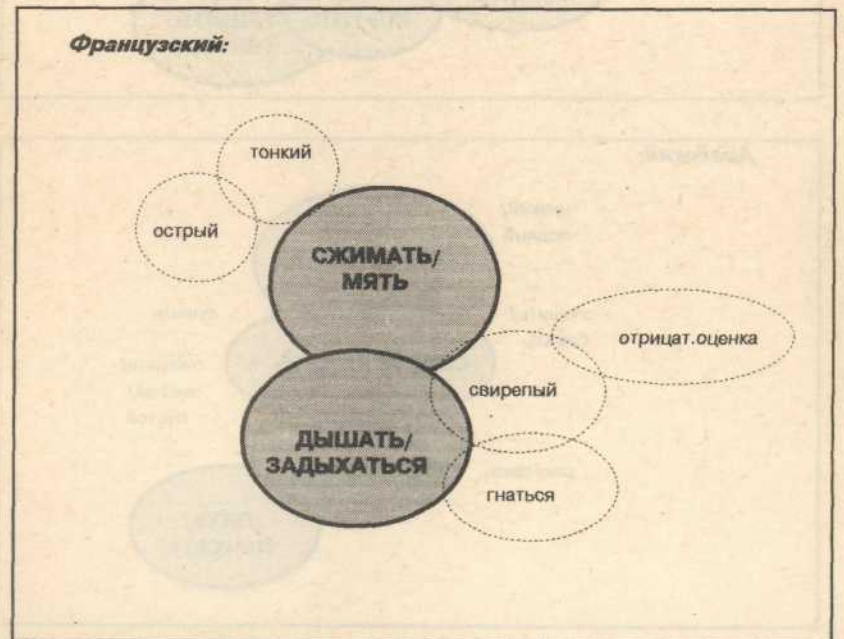 Французский:
тонкий
острый
СЖИМАТЬ/
МЯТЬ
отрицат.оценка
свирепый
ДЫШАТЬ/
ЗАДЫХАТЬСЯ
гнаться